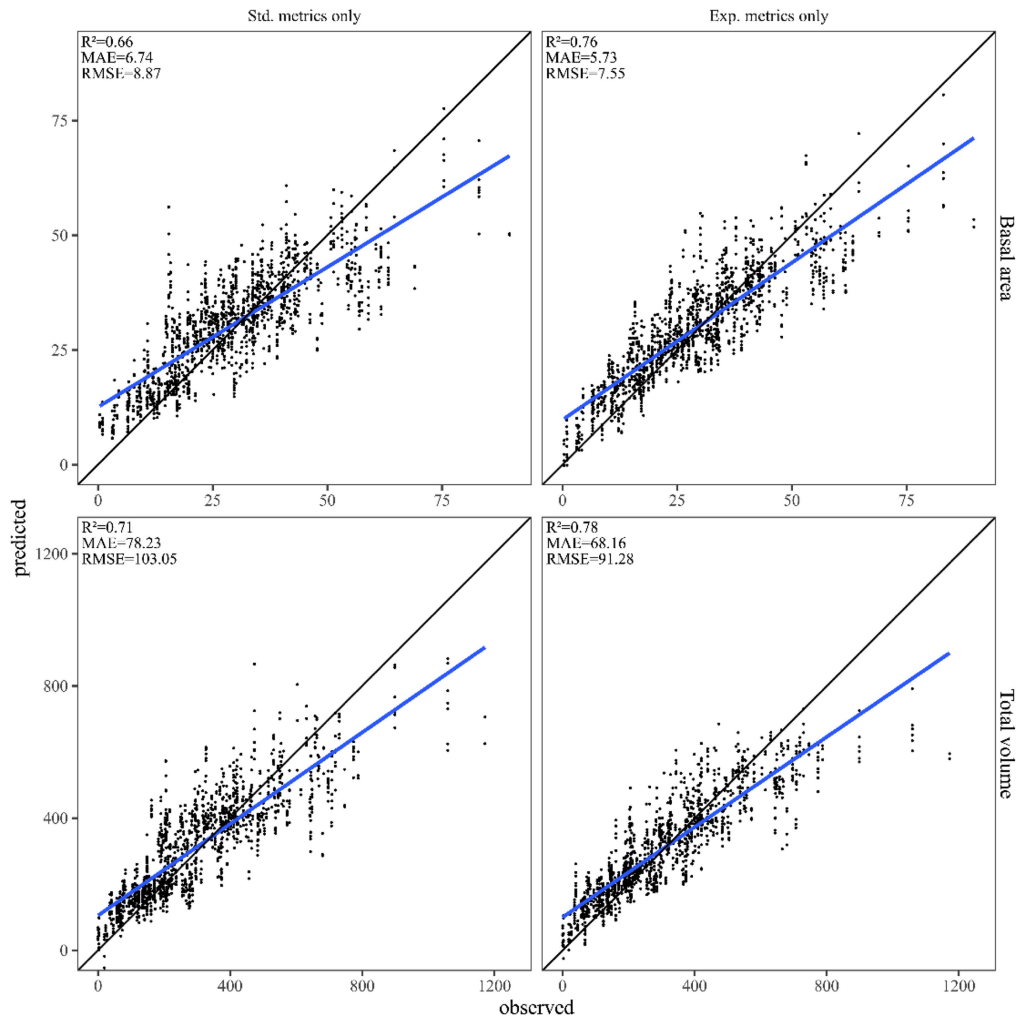 Std. metrics only
Exp. metrics only
R²=0.66
MAE=6.74
RMSE=8.87
R²=0.76
MAE=5.73
RMSE=7.55
75
50
25
0
Basal area
0
25
50
75
0
25
50
75
R²=0.71
MAE=78.23
RMSE=103.05
R²=0.78
MAE=68.16
RMSE=91.28
predicted
1200
800
400
0
Total volume
0
400
800
1200
0
400
800
1200
observed